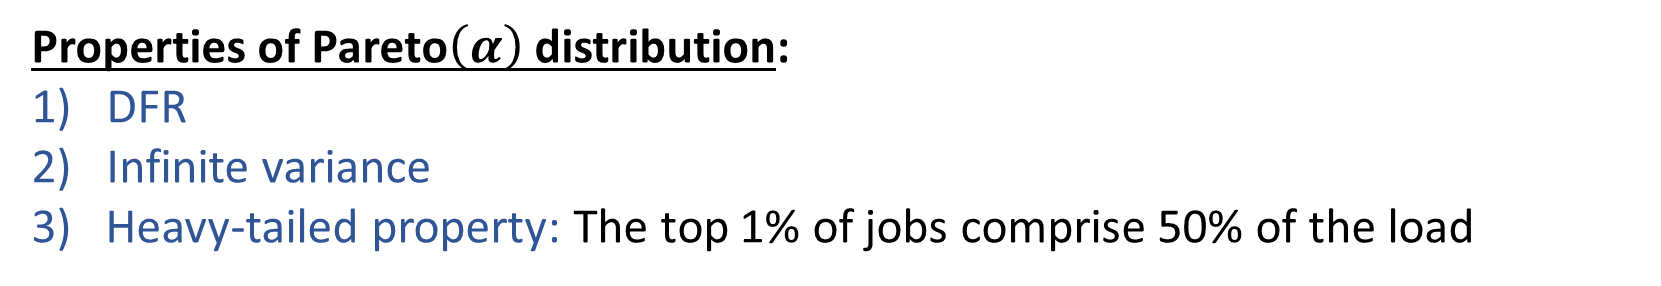 Properties of Pareto(α) distribution:
1) DFR
2) Infinite variance
3) Heavy-tailed property: The top 1% of jobs comprise 50% of the load